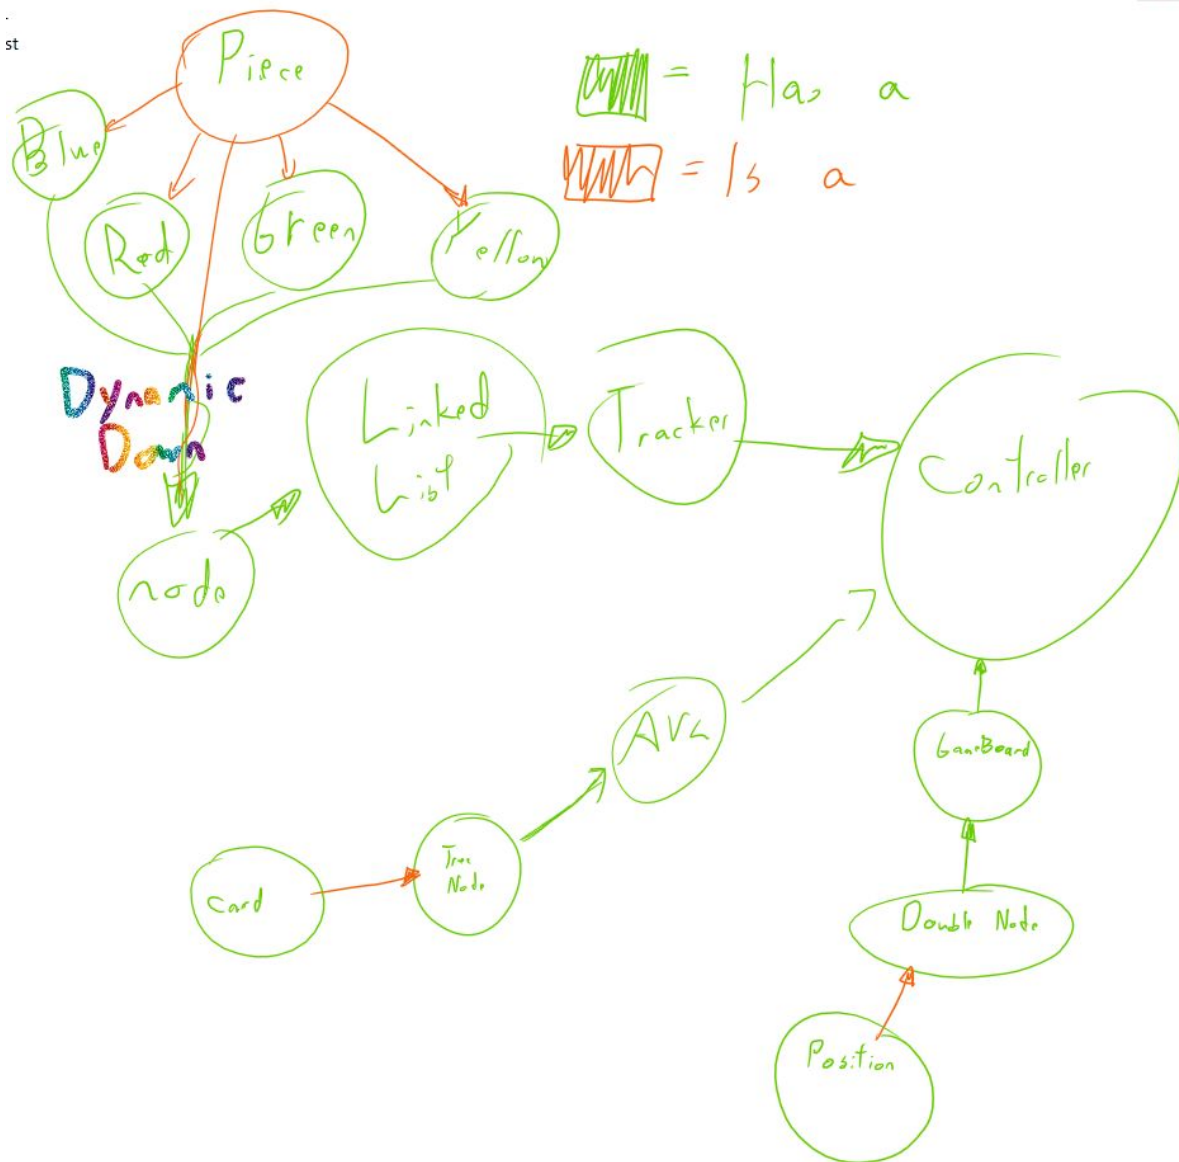 st
Piece
= Has a
Blue
= Is a
Red
Green
Yellow
Dynamic
Down
Linked
List
Tracker
Controller
node
AVL
GameBoard
Tree
Node
Card
Double Node
Position